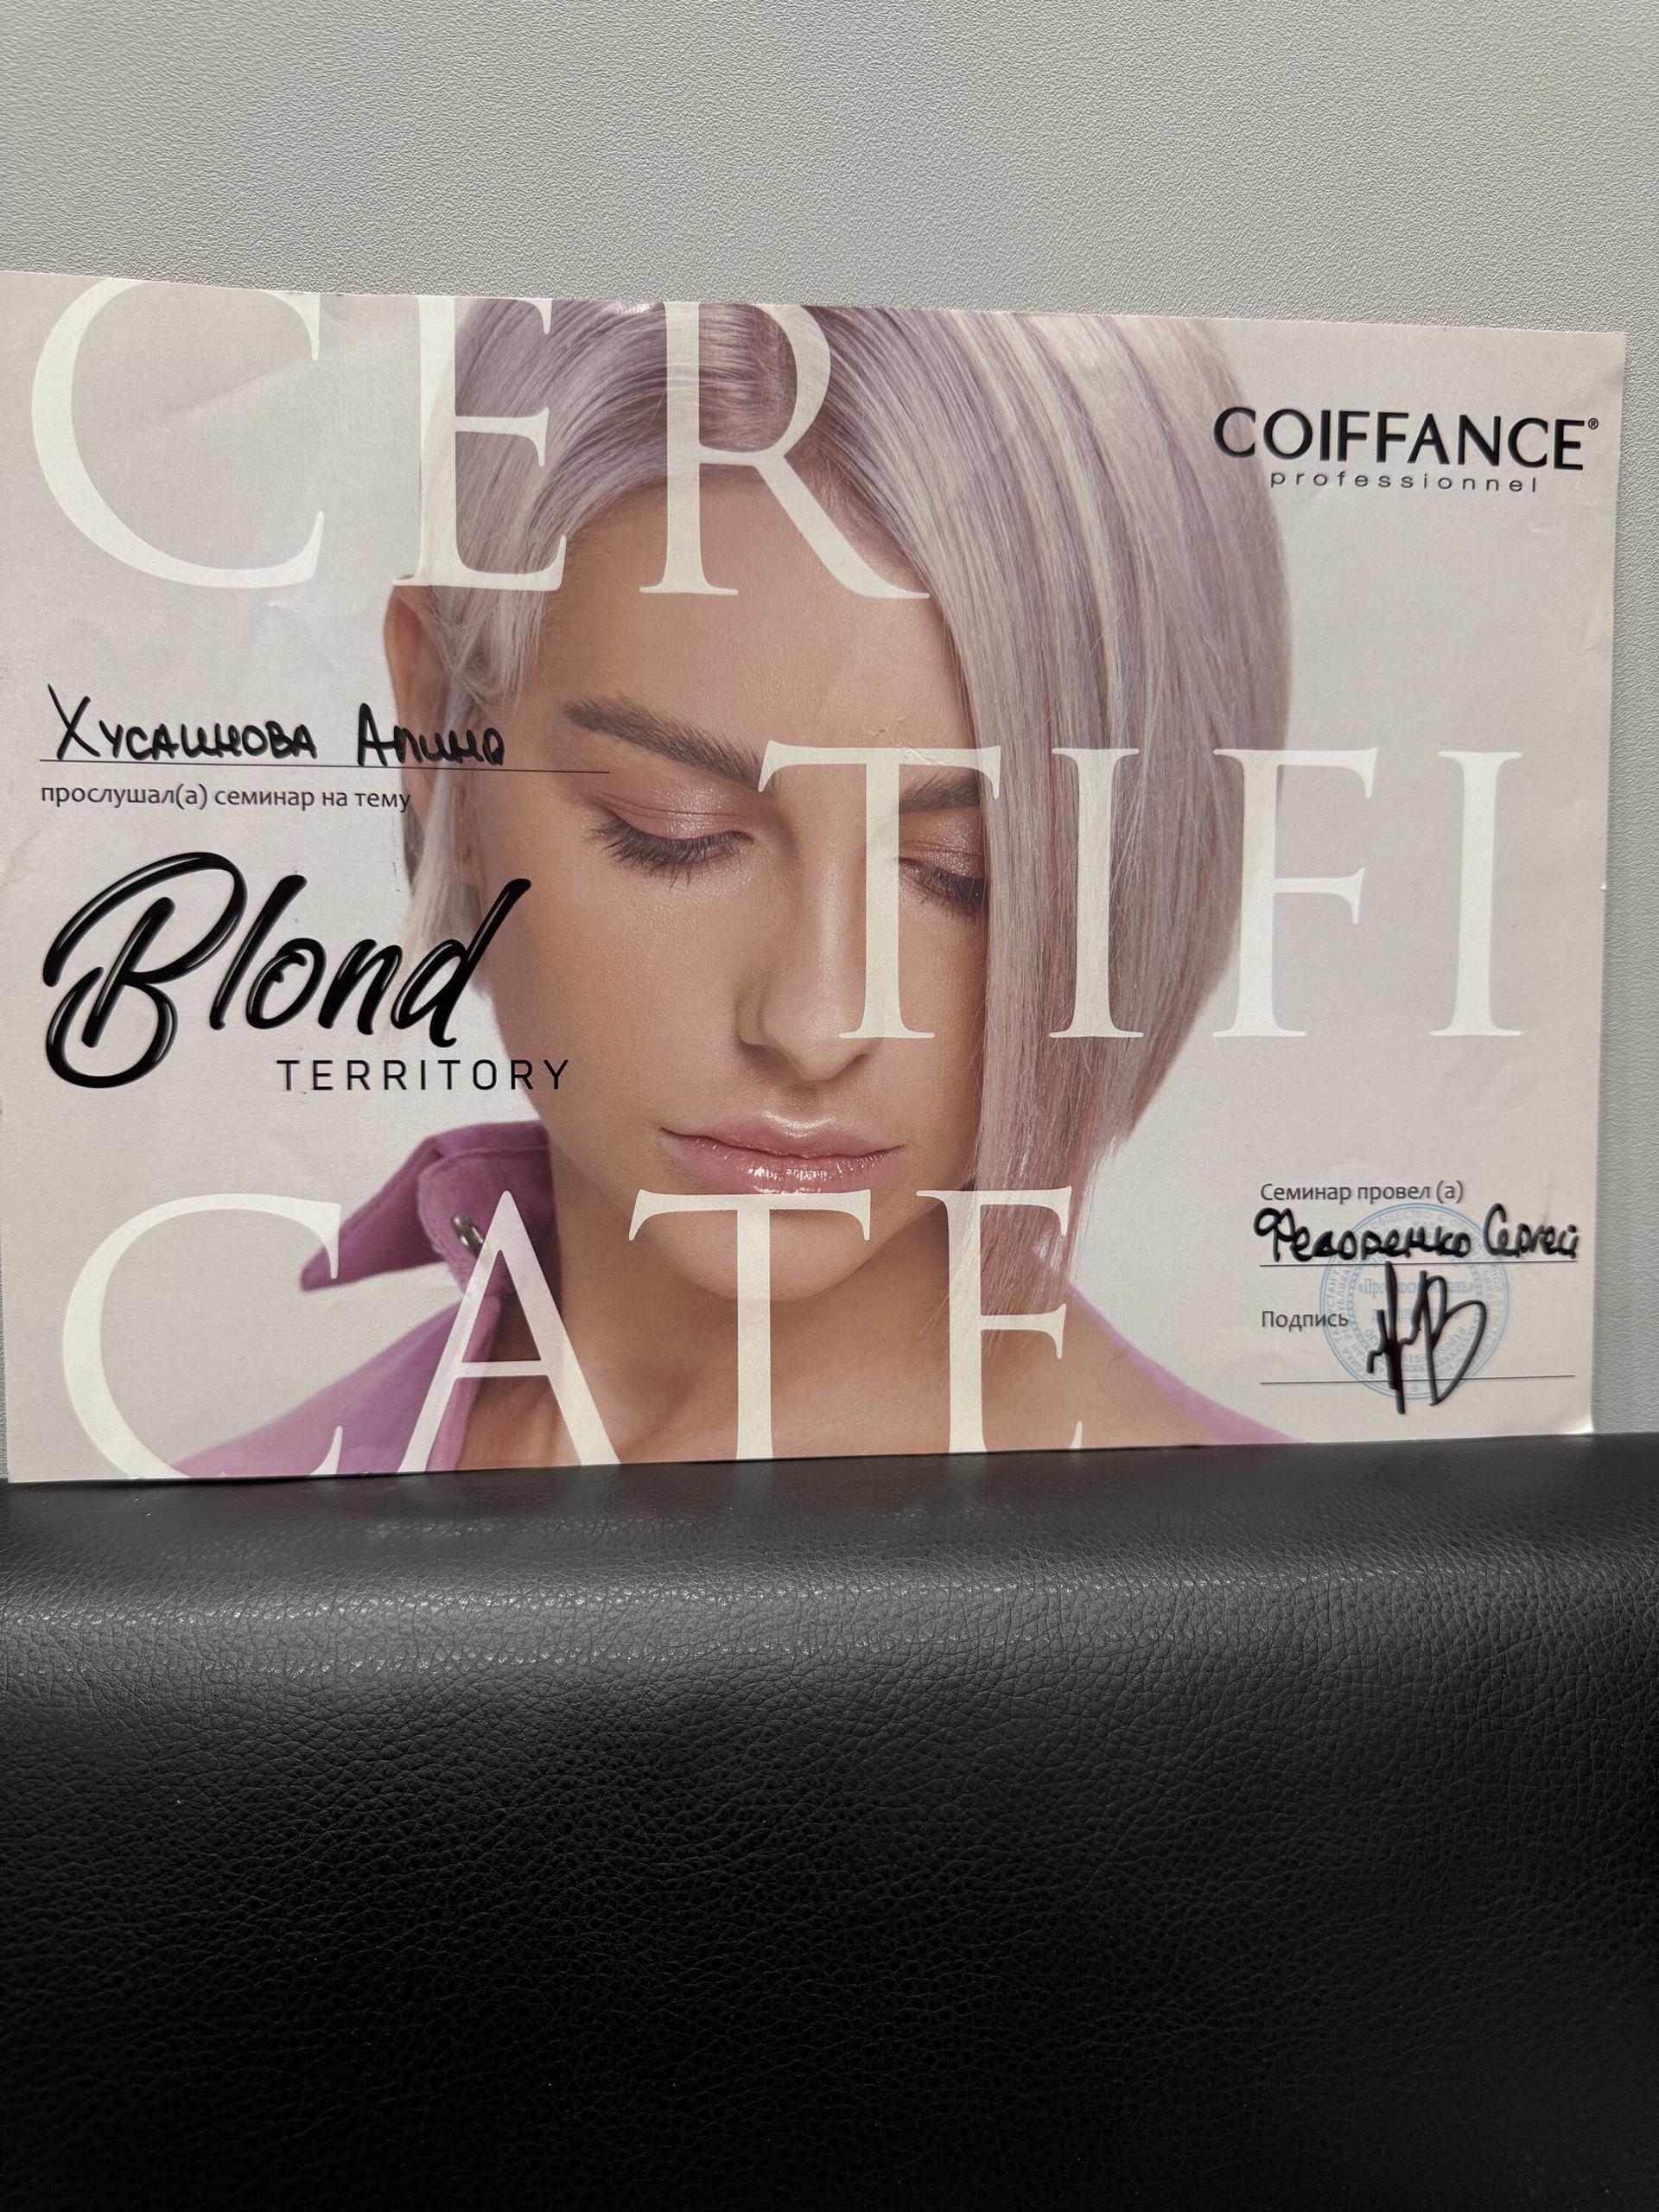 CER
COIFFANCE®
professionnel
Хусаинова Алина
прослушал(а) семинар на тему
TIFI
Blond
TERRITORY
CATE
Семинар провел (а)
Федоренко Сергей
Подпись